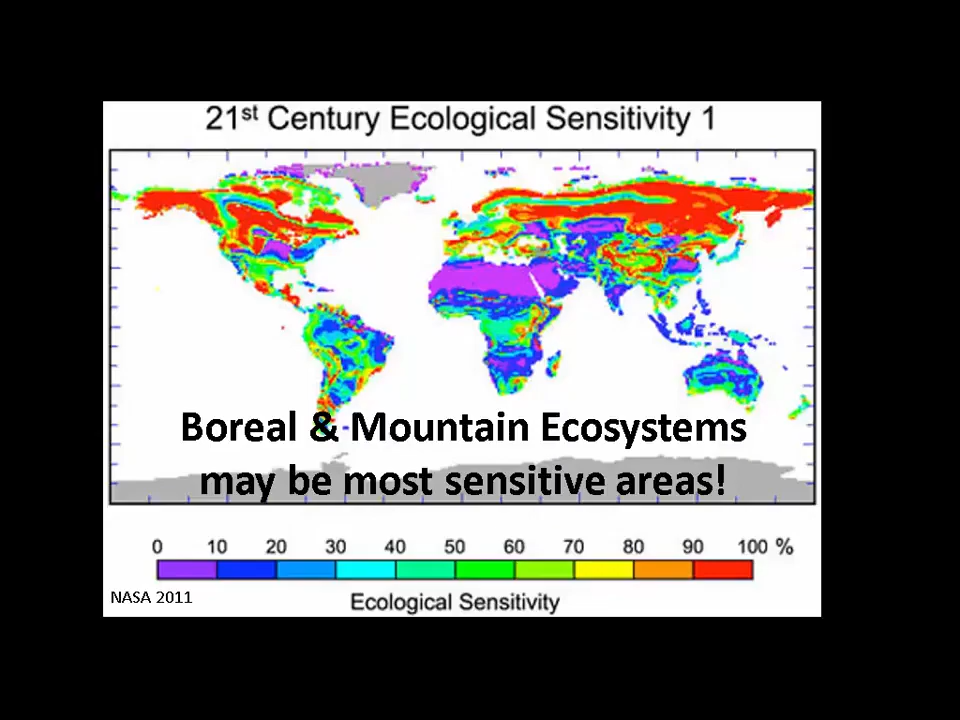 21st Century Ecological Sensitivity 1
Boreal & Mountain Ecosystems
may be most sensitive areas!
0 10 20 30 40 50 60 70 80 90 100 %
NASA 2011
Ecological Sensitivity